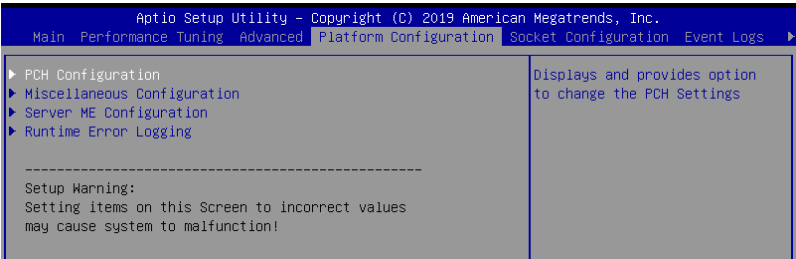 Aptio Setup Utility – Copyright (C) 2019 American Megatrends, Inc.
Main Performance Tuning Advanced Platform Configuration Socket Configuration Event Logs
PCH Configuration
Miscellaneous Configuration
Server ME Configuration
Runtime Error Logging
------------------------------------------------
Setup Warning:
Setting items on this Screen to incorrect values
may cause system to malfunction!
Displays and provides option
to change the PCH Settings